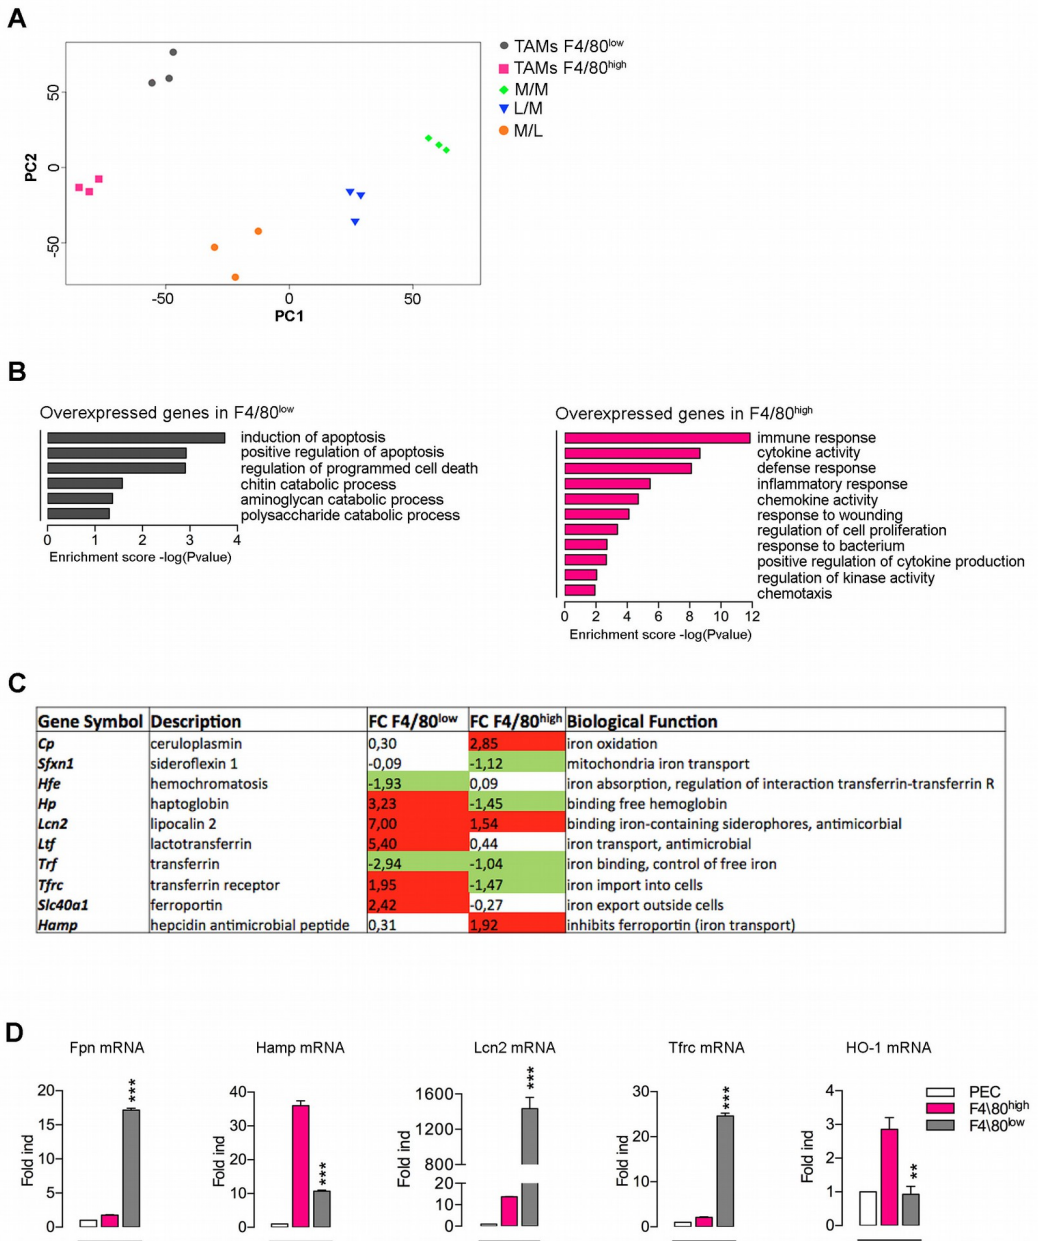 A
TAMs F4/80low
TAMs F4/80high
M/M
L/M
M/L
PC2
50
0
-50
-50 0 50
PC1
B
Overexpressed genes in F4/80low
induction of apoptosis
positive regulation of apoptosis
regulation of programmed cell death
chitin catabolic process
aminoglycan catabolic process
polysaccharide catabolic process
0 1 2 3 4
Enrichment score -log(Pvalue)
Overexpressed genes in F4/80high
immune response
cytokine activity
defense response
inflammatory response
chemokine activity
response to wounding
regulation of cell proliferation
response to bacterium
positive regulation of cytokine production
regulation of kinase activity
chemotaxis
0 2 4 6 8 10 12
Enrichment score -log(Pvalue)
C
Gene Symbol Description FC F4/80low FC F4/80high Biological Function
Cp ceruloplasmin 0,30 2,85 iron oxidation
Sfxn1 sideroflexin 1 -0,09 -1,12 mitochondria iron transport
Hfe hemochromatosis -1,93 0,09 iron absorption, regulation of interaction transferrin-transferrin R
Hp haptoglobin 3,23 -1,45 binding free hemoglobin
Lcn2 lipocalin 2 7,00 1,54 binding iron-containing siderophores, antimicorbial
Ltf lactotransferrin 5,40 0,44 iron transport, antimicrobial
Trf transferrin -2,94 -1,04 iron binding, control of free iron
Tfrc transferrin receptor 1,95 -1,47 iron import into cells
Slc40a1 ferroportin 2,42 -0,27 iron export outside cells
Hamp hepcidin antimicrobial peptide 0,31 1,92 inhibits ferroportin (iron transport)
D
Fpn mRNA
Fold ind
20
15
10
5
0
***
Hamp mRNA
Fold ind
40
30
20
10
0
***
Lcn2 mRNA
Fold ind
1600
1200
800
20
10
0
***
Tfrc mRNA
Fold ind
30
20
10
0
***
HO-1 mRNA
Fold ind
4
3
2
1
0
**
PEC
F4\80high
F4\80low